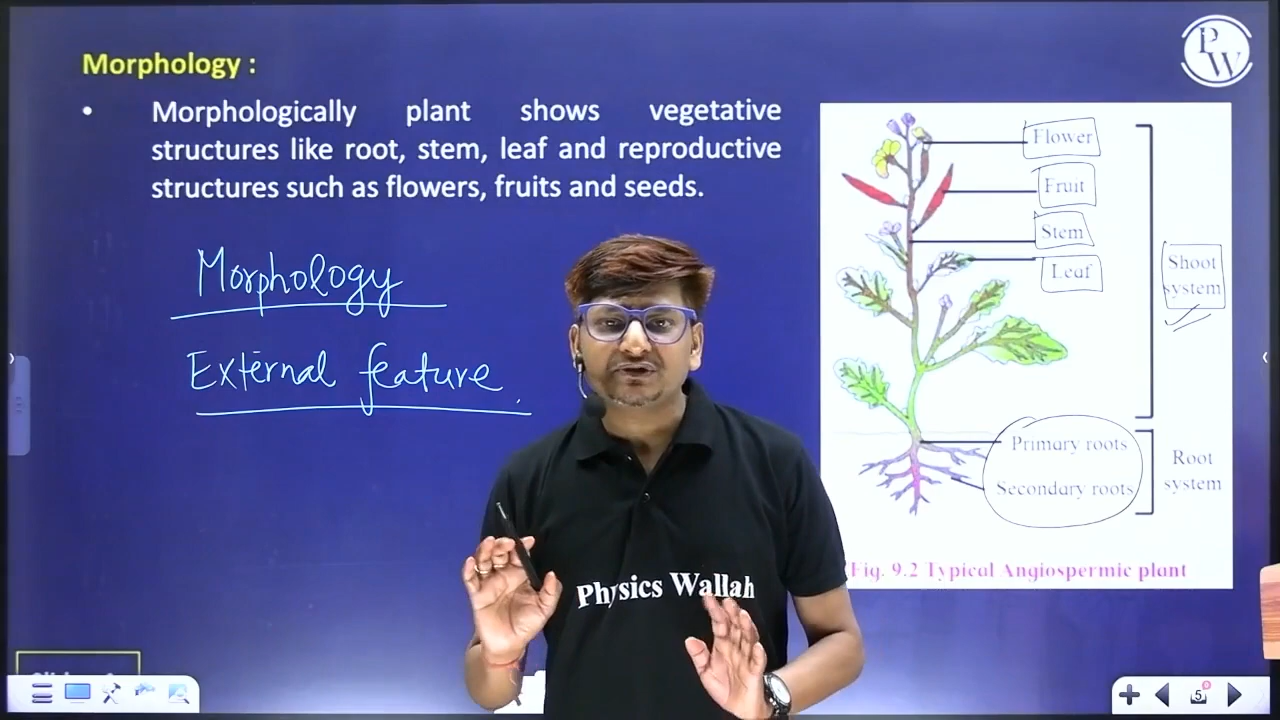 Morphology :
PW
• Morphologically plant shows vegetative
structures like root, stem, leaf and reproductive
structures such as flowers, fruits and seeds.
Morphology
External feature.
Flower
Fruit
Stem
Leaf
Shoot
system
Primary roots
Secondary roots
Root
system
Fig. 9.2 Typical Angiospermic plant
Physics Wallah
5